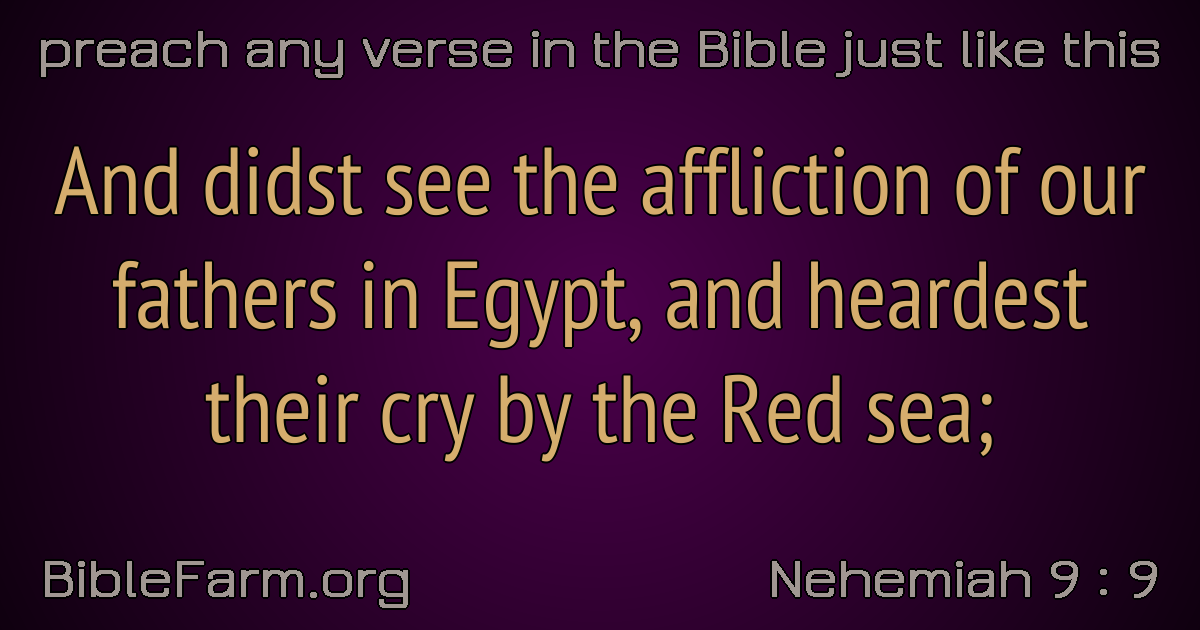 preach any verse in the Bible just like this
And didst see the affliction of our
fathers in Egypt, and heardest
their cry by the Red sea;
BibleFarm.org
Nehemiah 9 : 9